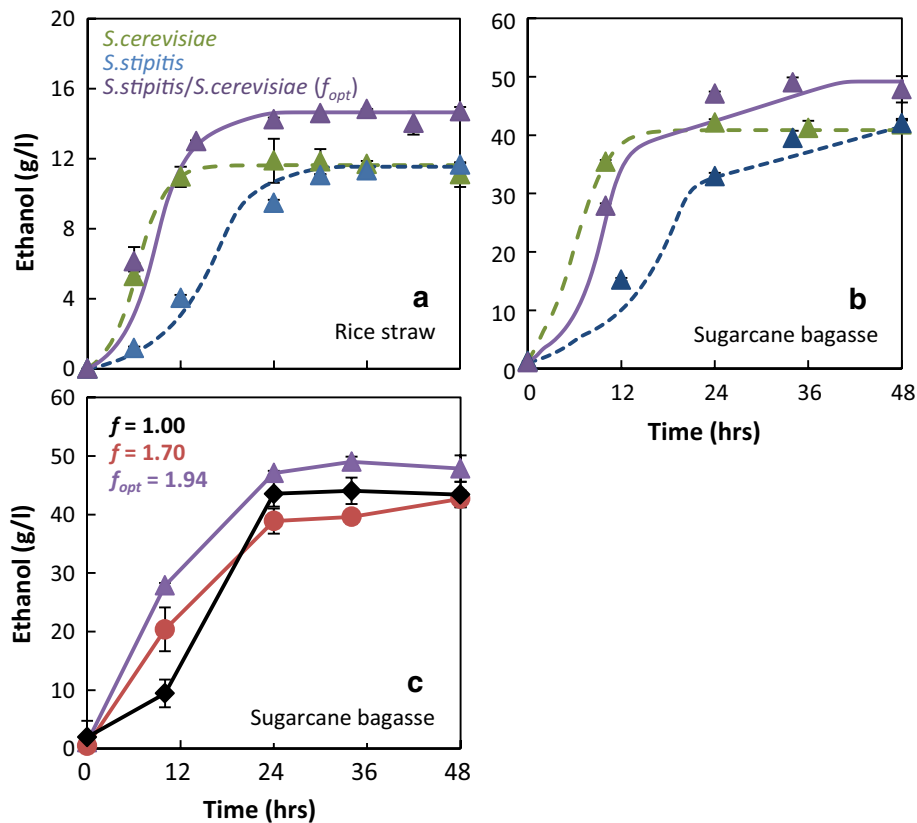 20
16
12
8
4
0
Ethanol (g/l)
S.cerevisiae
S.stipitis
S.stipitis/S.cerevisiae (fopt)
a
Rice straw
60
50
40
30
20
10
0
0 12 24 36 48
Time (hrs)
b
Sugarcane bagasse
60
50
40
30
20
10
0
Ethanol (g/l)
f = 1.00
f = 1.70
fopt = 1.94
c
Sugarcane bagasse
0 12 24 36 48
Time (hrs)